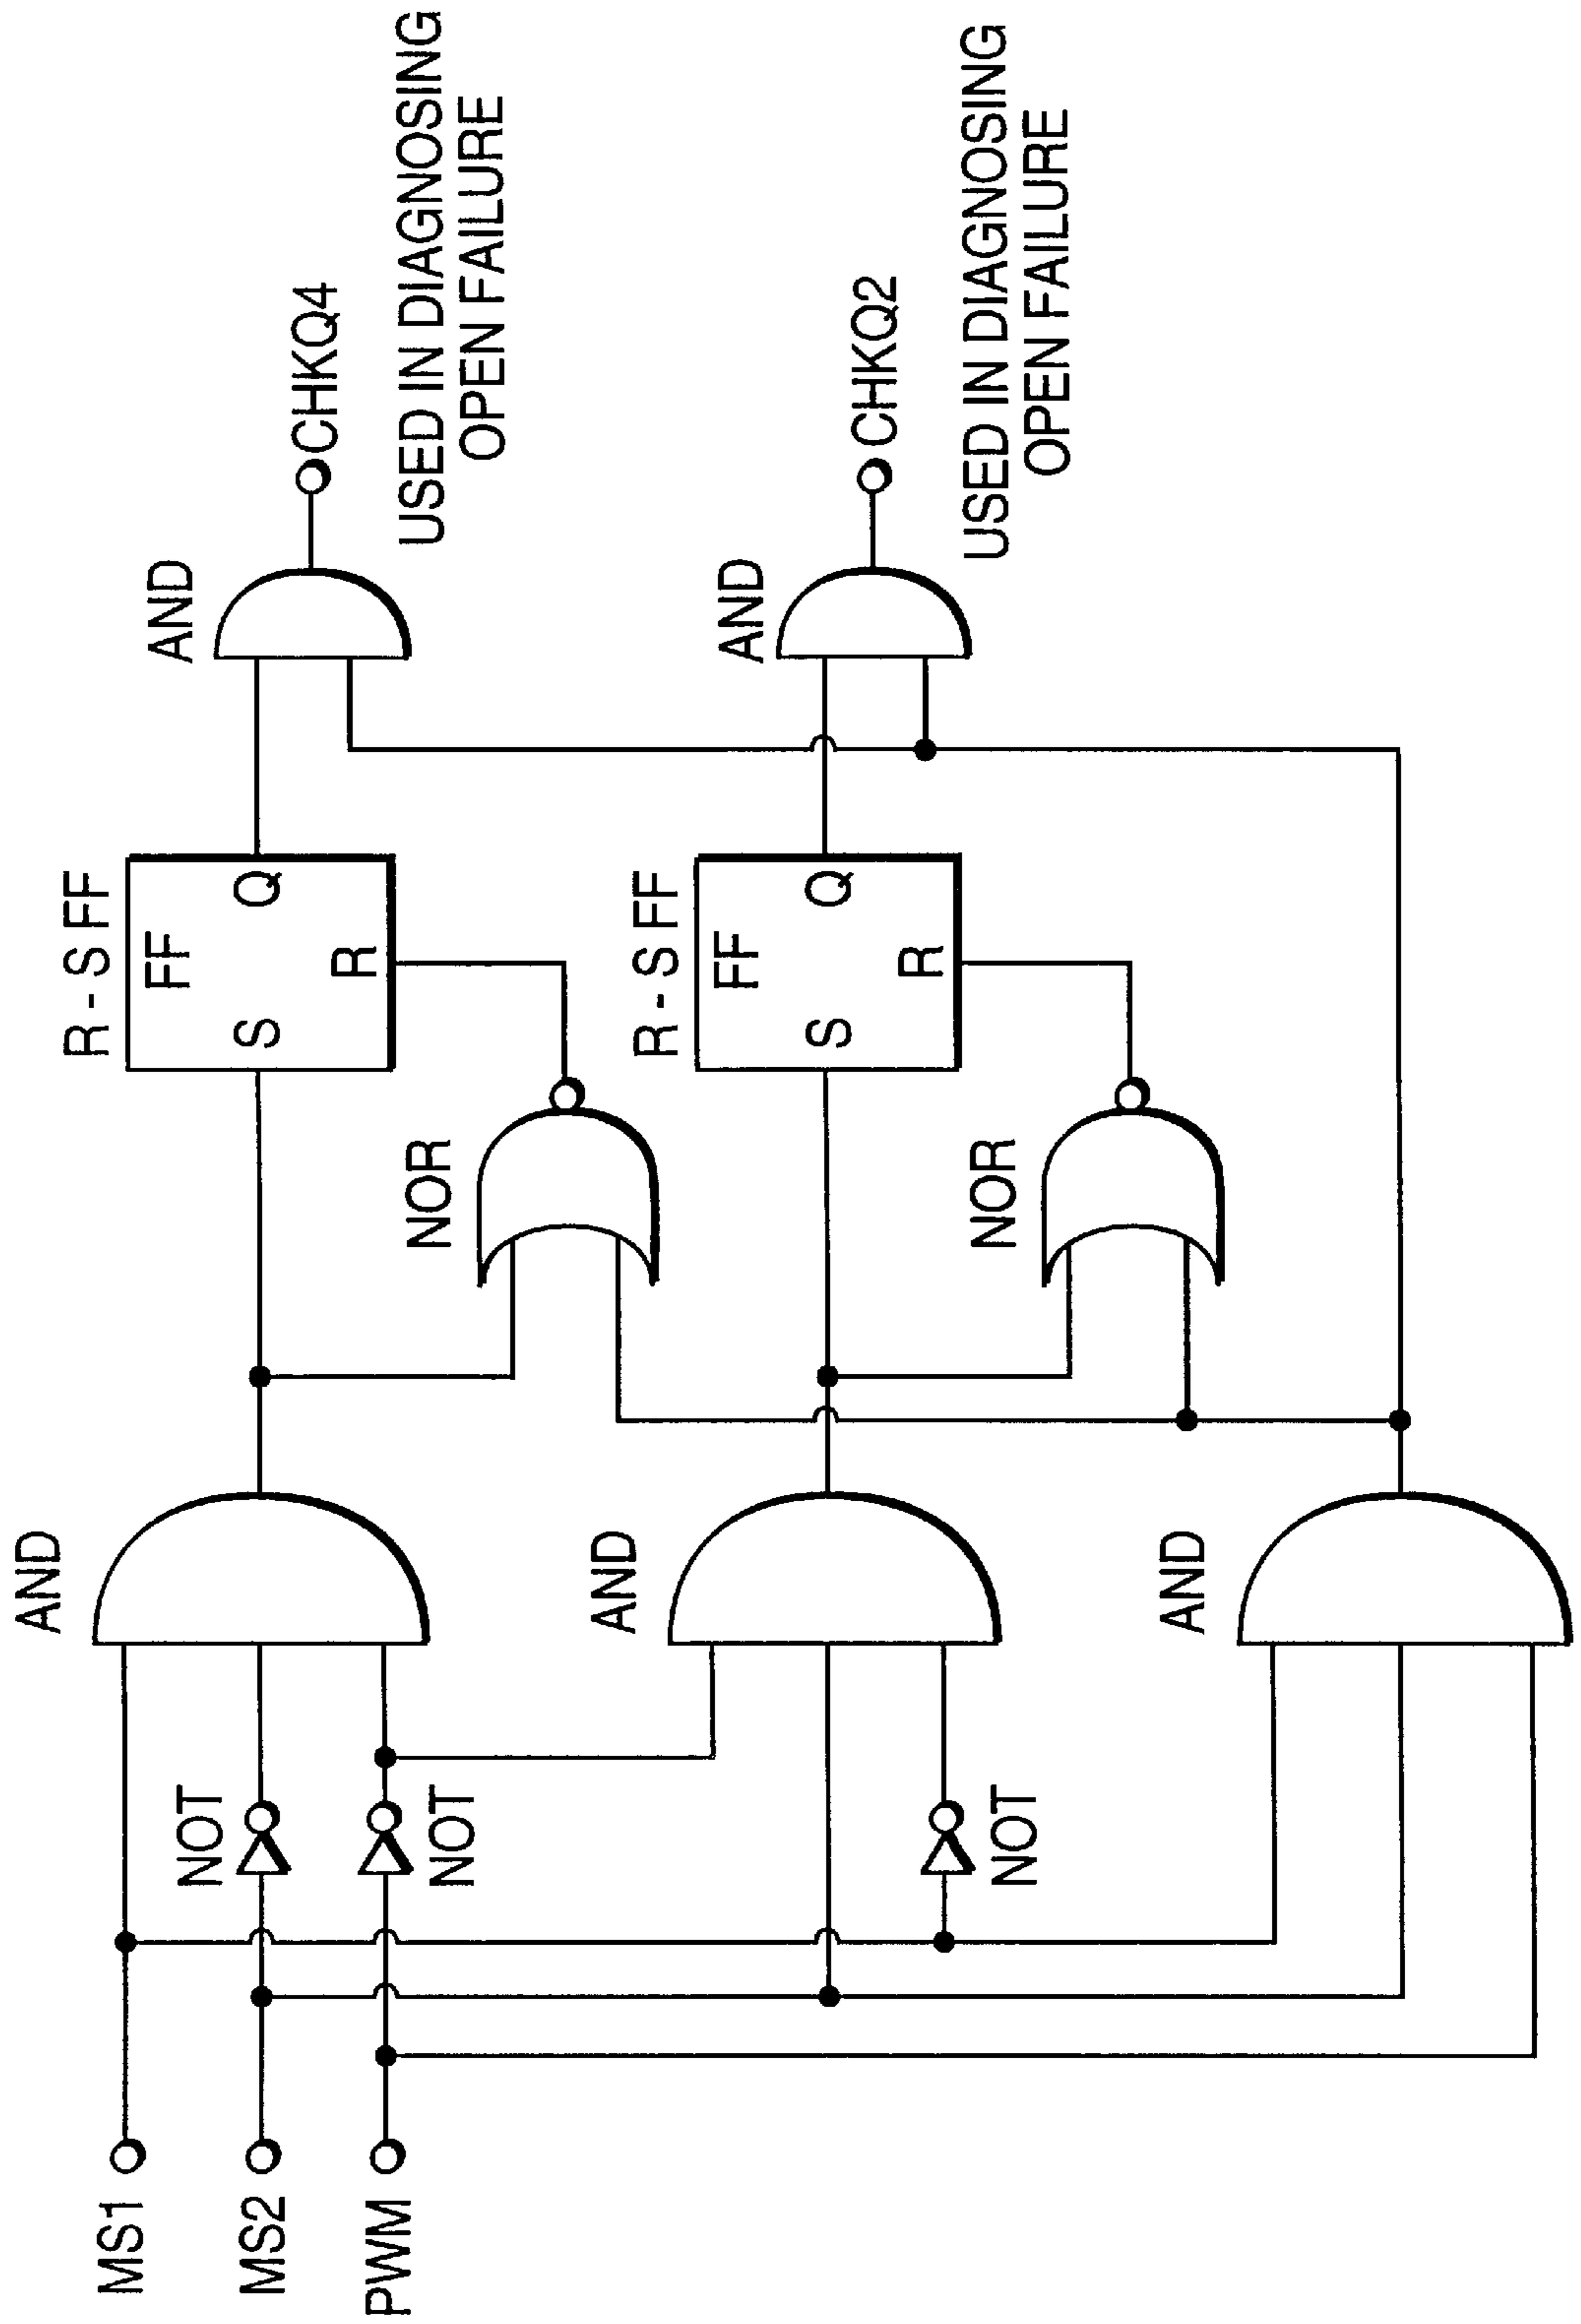 MS1
MS2
PWM
NOT
NOT
NOT
AND
AND
AND
NOR
NOR
R - S FF
FF
S
Q
R
R - S FF
FF
S
Q
R
AND
CHKQ4
USED IN DIAGNOSING
OPEN FAILURE
AND
CHKQ2
USED IN DIAGNOSING
OPEN FAILURE